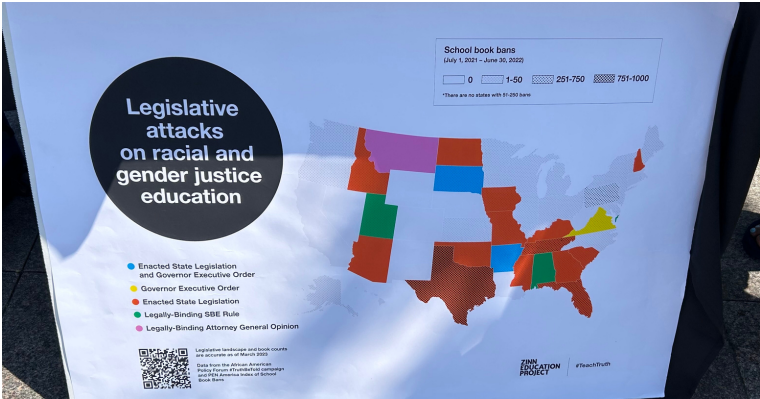 School book bans
(July 1, 2021 – June 30, 2022)
0 1-50 251-750 751-1000
*There are no states with 51-250 bans
Legislative
attacks
on racial and
gender justice
education
Enacted State Legislation
and Governor Executive Order
Governor Executive Order
Enacted State Legislation
Legally-Binding SBE Rule
Legally-Binding Attorney General Opinion
Legislative landscape and book counts
are accurate as of March 2023
Data from the African American
Policy Forum #TruthBeTold campaign
and PEN America Index of School
Book Bans
ZINN
EDUCATION
PROJECT
#TeachTruth